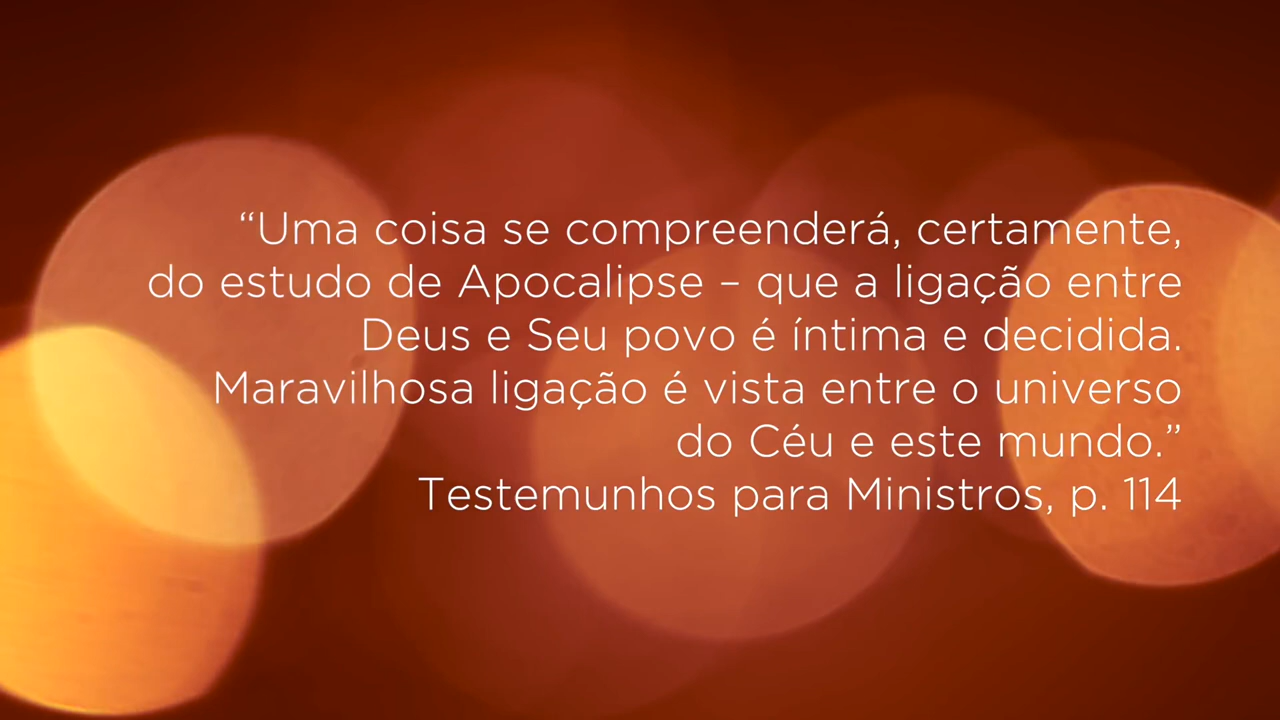 “Uma coisa se compreenderá, certamente,
do estudo de Apocalipse – que a ligação entre
Deus e Seu povo é íntima e decidida.
Maravilhosa ligação é vista entre o universo
do Céu e este mundo.”
Testemunhos para Ministros, p. 114